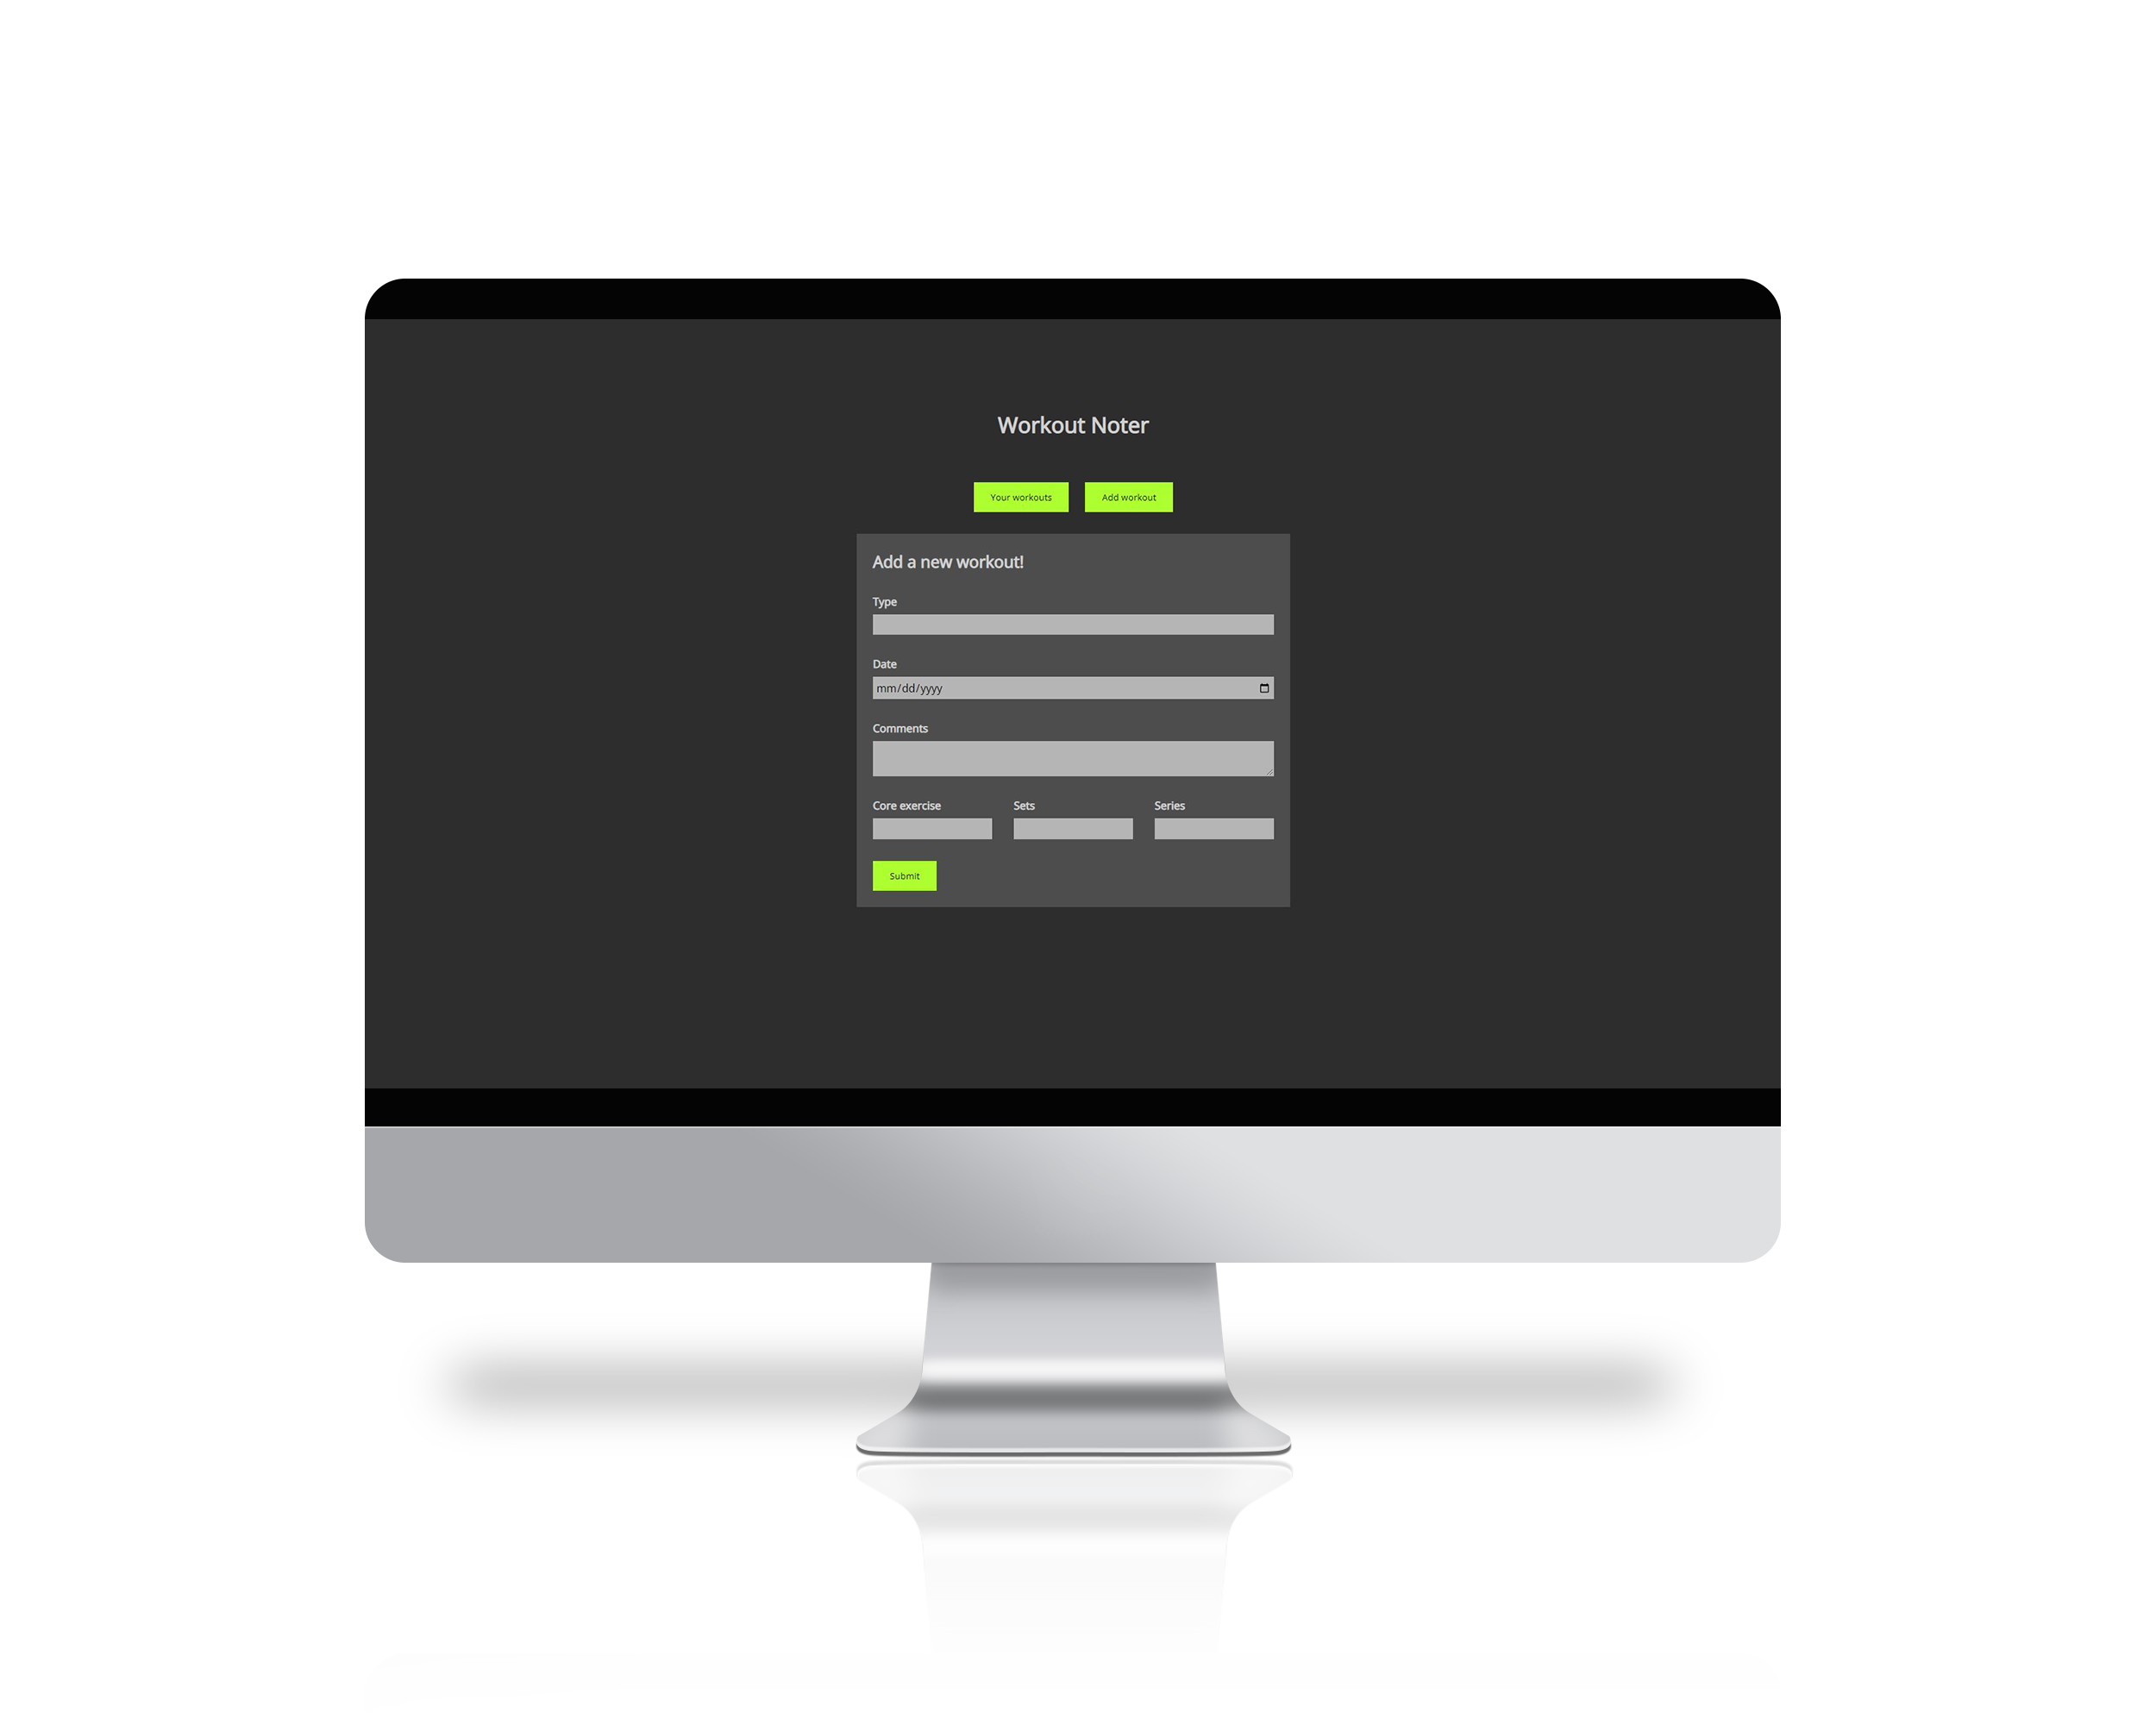 Workout Noter
Your workouts Add workout
Add a new workout!
Type
Date
mm/dd/yyyy
Comments
Core exercise Sets Series
Submit